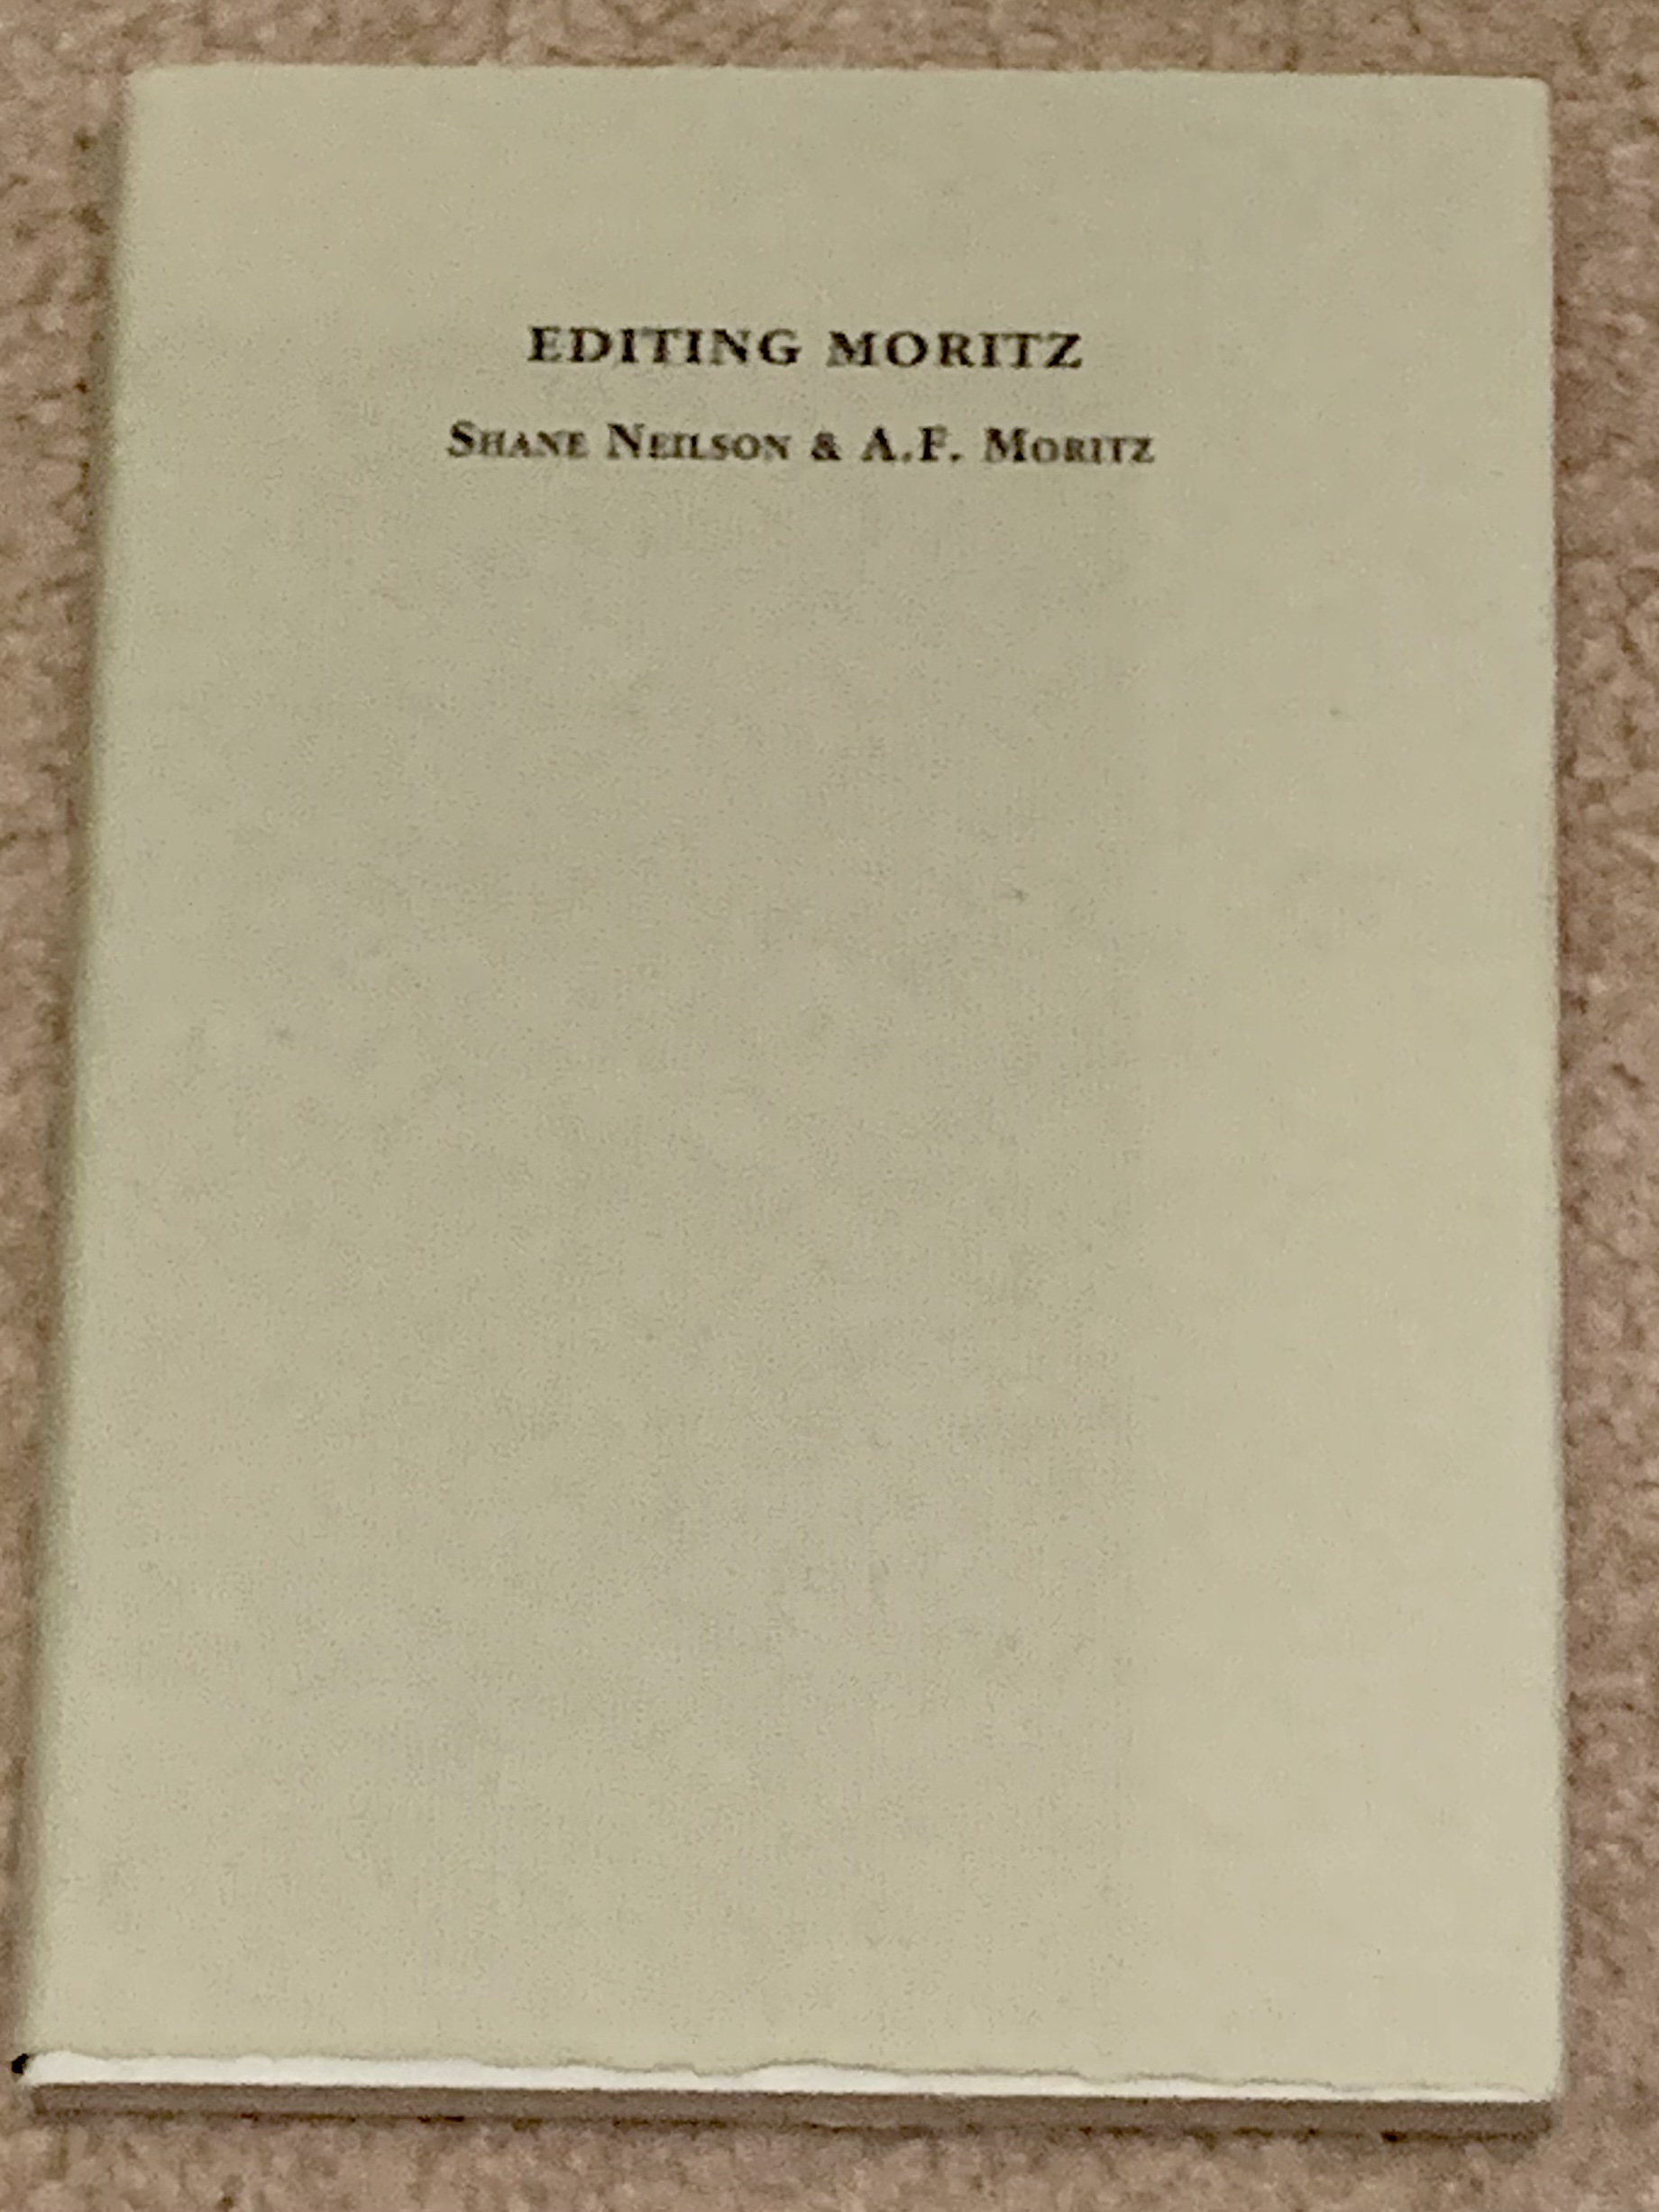 EDITING MORITZ
SHANE NEILSON & A.F. MORITZ